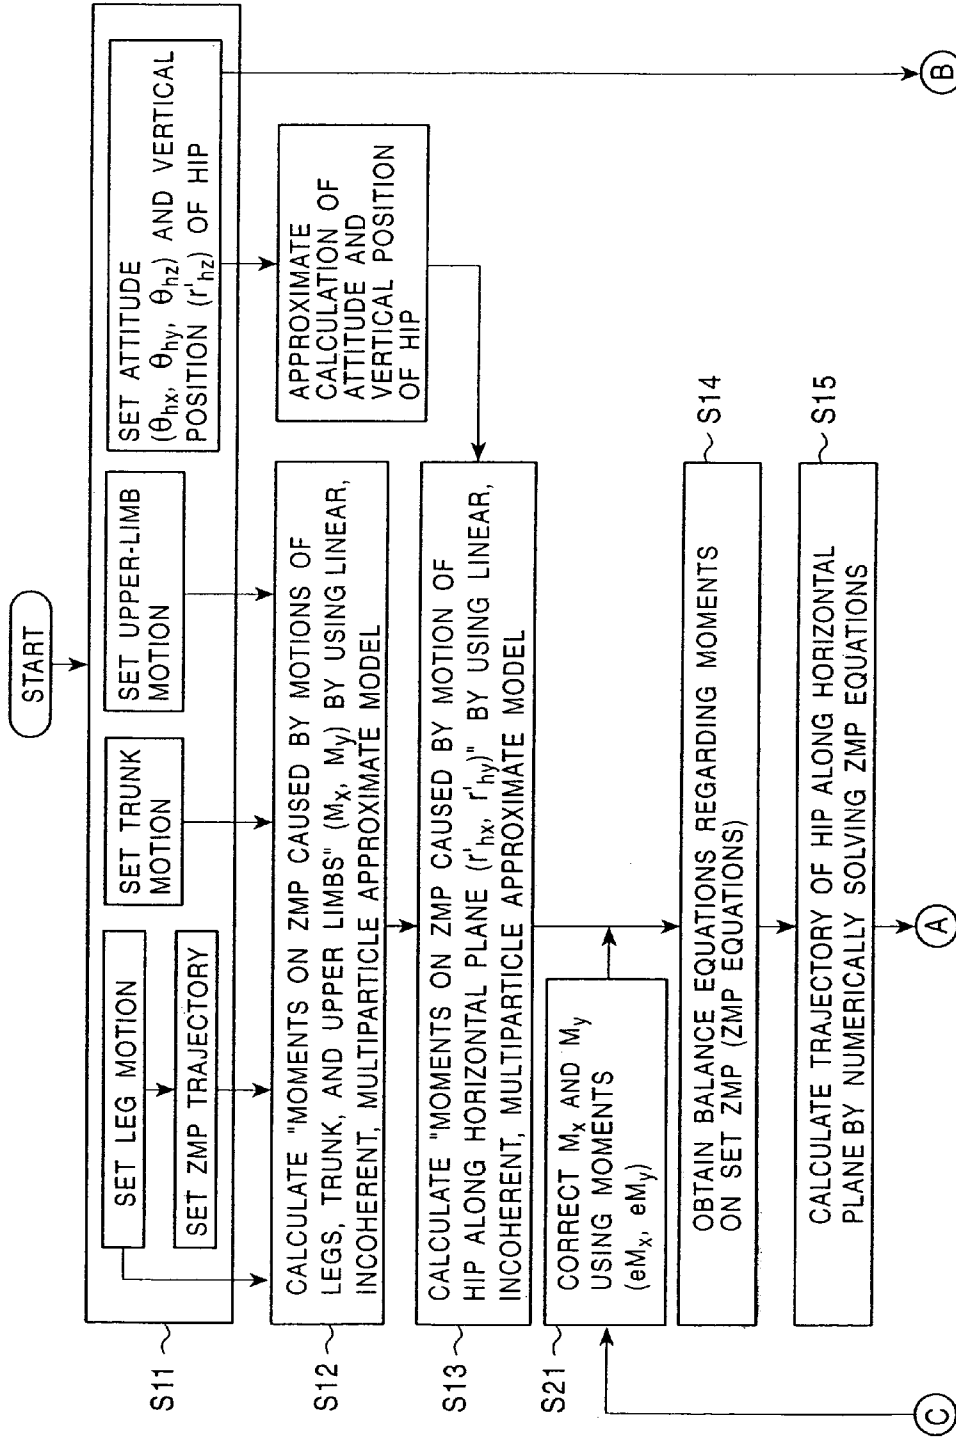 START
SET LEG MOTION
SET ZMP TRAJECTORY
SET TRUNK
MOTION
SET UPPER-LIMB
MOTION
SET ATTITUDE
(θhx, θhy, θhz) AND VERTICAL
POSITION (r'hz) OF HIP
S11
APPROXIMATE
CALCULATION OF
ATTITUDE AND
VERTICAL POSITION
OF HIP
CALCULATE "MOMENTS ON ZMP CAUSED BY MOTIONS OF
LEGS, TRUNK, AND UPPER LIMBS" (Mx, My) BY USING LINEAR,
INCOHERENT, MULTIPARTICLE APPROXIMATE MODEL
S12
CALCULATE "MOMENTS ON ZMP CAUSED BY MOTION OF
HIP ALONG HORIZONTAL PLANE (r'hx, r'hy)" BY USING LINEAR,
INCOHERENT, MULTIPARTICLE APPROXIMATE MODEL
S13
CORRECT Mx AND My
USING MOMENTS
(eMx, eMy)
S21
OBTAIN BALANCE EQUATIONS REGARDING MOMENTS
ON SET ZMP (ZMP EQUATIONS)
S14
CALCULATE TRAJECTORY OF HIP ALONG HORIZONTAL
PLANE BY NUMERICALLY SOLVING ZMP EQUATIONS
S15
C
A
B